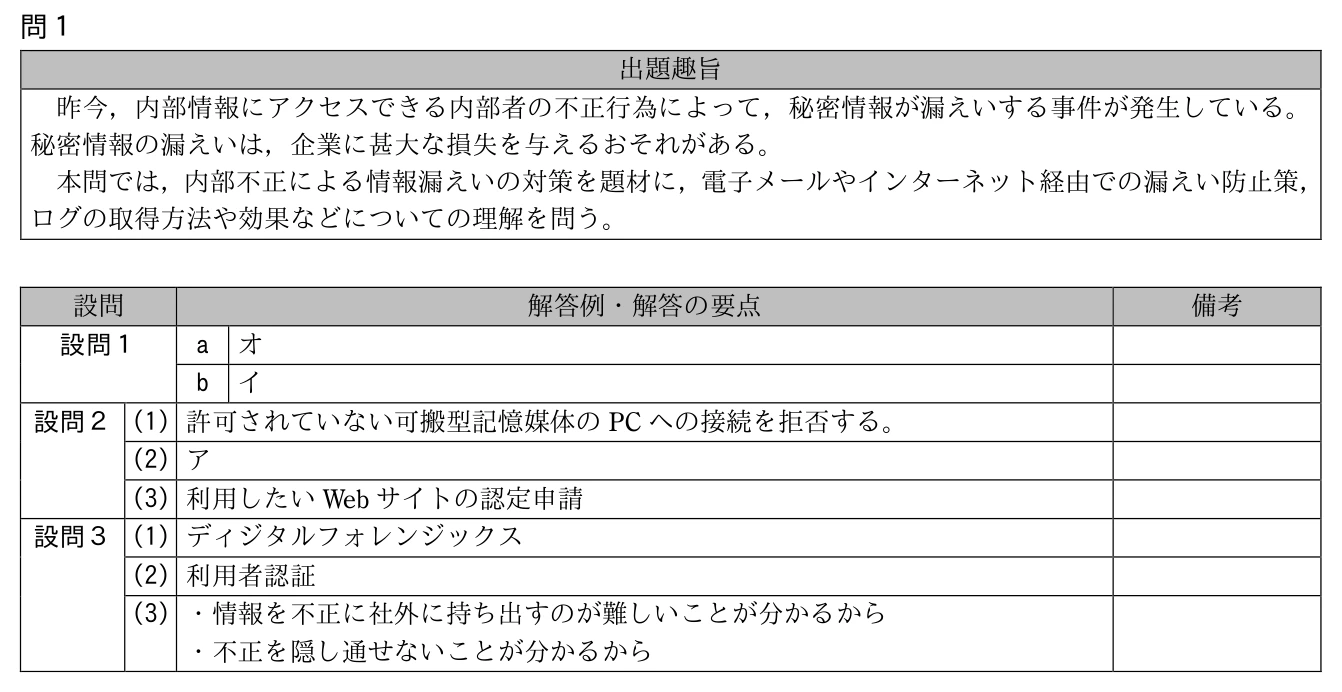 問1
出題趣旨
昨今，内部情報にアクセスできる内部者の不正行為によって，秘密情報が漏えいする事件が発生している。
秘密情報の漏えいは，企業に甚大な損失を与えるおそれがある。
本問では，内部不正による情報漏えいの対策を題材に，電子メールやインターネット経由での漏えい防止策，
ログの取得方法や効果などについての理解を問う。
設問 解答例・解答の要点 備考
設問1 a オ
b イ
設問2 (1) 許可されていない可搬型記憶媒体の PC への接続を拒否する。
(2) ア
(3) 利用したい Web サイトの認定申請
設問3 (1) ディジタルフォレンジックス
(2) 利用者認証
(3) ・情報を不正に社外に持ち出すのが難しいことが分かるから
・不正を隠し通せないことが分かるから